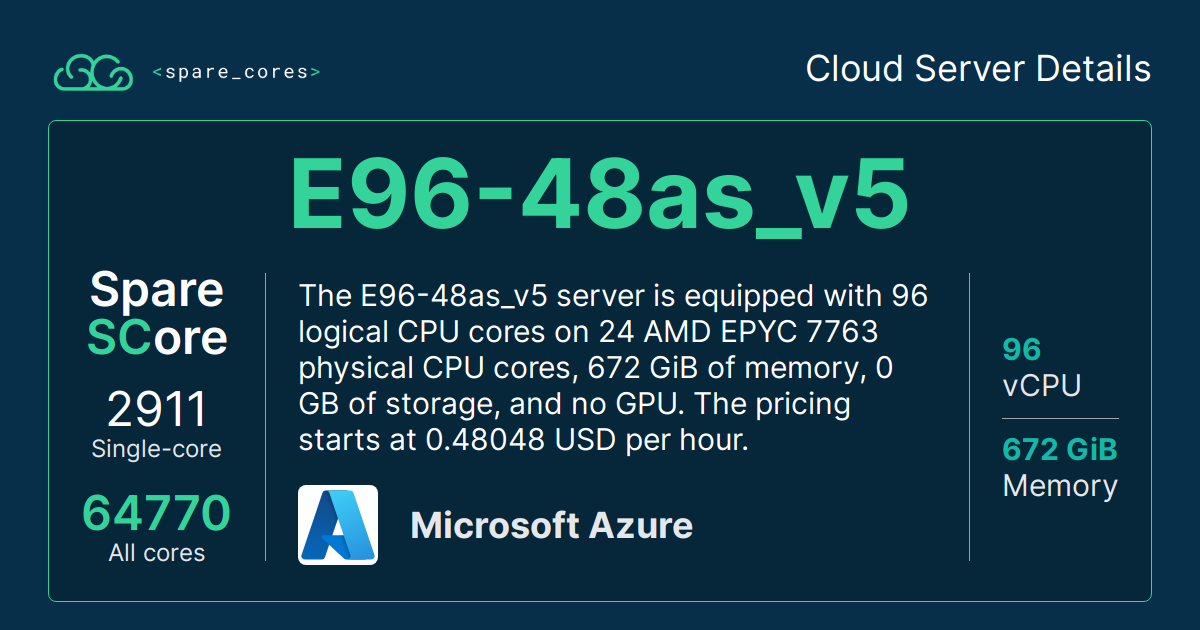 <spare_cores>
Cloud Server Details
E96-48as_v5
Spare
SCore
2911
Single-core
64770
All cores
The E96-48as_v5 server is equipped with 96
logical CPU cores on 24 AMD EPYC 7763
physical CPU cores, 672 GiB of memory, 0
GB of storage, and no GPU. The pricing
starts at 0.48048 USD per hour.
Microsoft Azure
96
vCPU
672 GiB
Memory